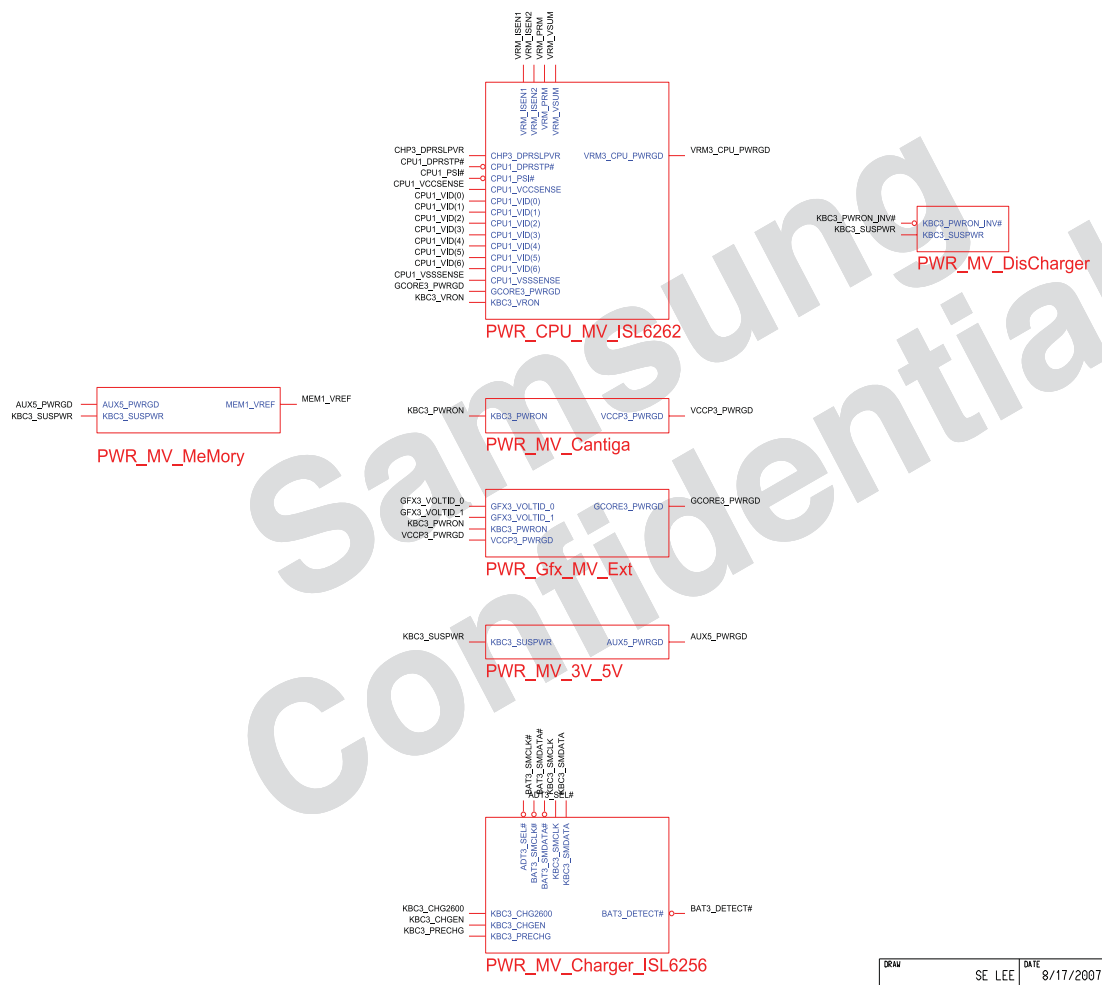 VRM_ISEN1
VRM_ISEN2
VRM_PRM
VRM_VSUM
VRM_ISEN1
VRM_ISEN2
VRM_PRM
VRM_VSUM
CHP3_DPRSLPVR
CPU1_DPRSTP#
CPU1_PSI#
CPU1_VCCSENSE
CPU1_VID(0)
CPU1_VID(1)
CPU1_VID(2)
CPU1_VID(3)
CPU1_VID(4)
CPU1_VID(5)
CPU1_VID(6)
CPU1_VSSSENSE
GCORE3_PWRGD
KBC3_VRON
CHP3_DPRSLPVR
CPU1_DPRSTP#
CPU1_PSI#
CPU1_VCCSENSE
CPU1_VID(0)
CPU1_VID(1)
CPU1_VID(2)
CPU1_VID(3)
CPU1_VID(4)
CPU1_VID(5)
CPU1_VID(6)
CPU1_VSSSENSE
GCORE3_PWRGD
KBC3_VRON
VRM3_CPU_PWRGD
VRM3_CPU_PWRGD
PWR_CPU_MV_ISL6262
KBC3_PWRON_INV#
KBC3_SUSPWR
KBC3_PWRON_INV#
KBC3_SUSPWR
PWR_MV_DisCharger
Samsung
Confidential
AUX5_PWRGD
KBC3_SUSPWR
AUX5_PWRGD
KBC3_SUSPWR
MEM1_VREF
MEM1_VREF
PWR_MV_MeMory
KBC3_PWRON
KBC3_PWRON
VCCP3_PWRGD
VCCP3_PWRGD
PWR_MV_Cantiga
GFX3_VOLTID_0
GFX3_VOLTID_1
KBC3_PWRON
VCCP3_PWRGD
GFX3_VOLTID_0
GFX3_VOLTID_1
KBC3_PWRON
VCCP3_PWRGD
GCORE3_PWRGD
GCORE3_PWRGD
PWR_Gfx_MV_Ext
KBC3_SUSPWR
KBC3_SUSPWR
AUX5_PWRGD
AUX5_PWRGD
PWR_MV_3V_5V
BAT3_SMCLK#
BAT3_SMDATA#
KBC3_SMCLK
KBC3_SMDATA
ADT3_SEL#
ADT3_SEL#
BAT3_SMCLK#
BAT3_SMDATA#
KBC3_SMCLK
KBC3_SMDATA
KBC3_CHG2600
KBC3_CHGEN
KBC3_PRECHG
KBC3_CHG2600
KBC3_CHGEN
KBC3_PRECHG
BAT3_DETECT#
BAT3_DETECT#
PWR_MV_Charger_ISL6256
DRAW
SE LEE
DATE
8/17/2007